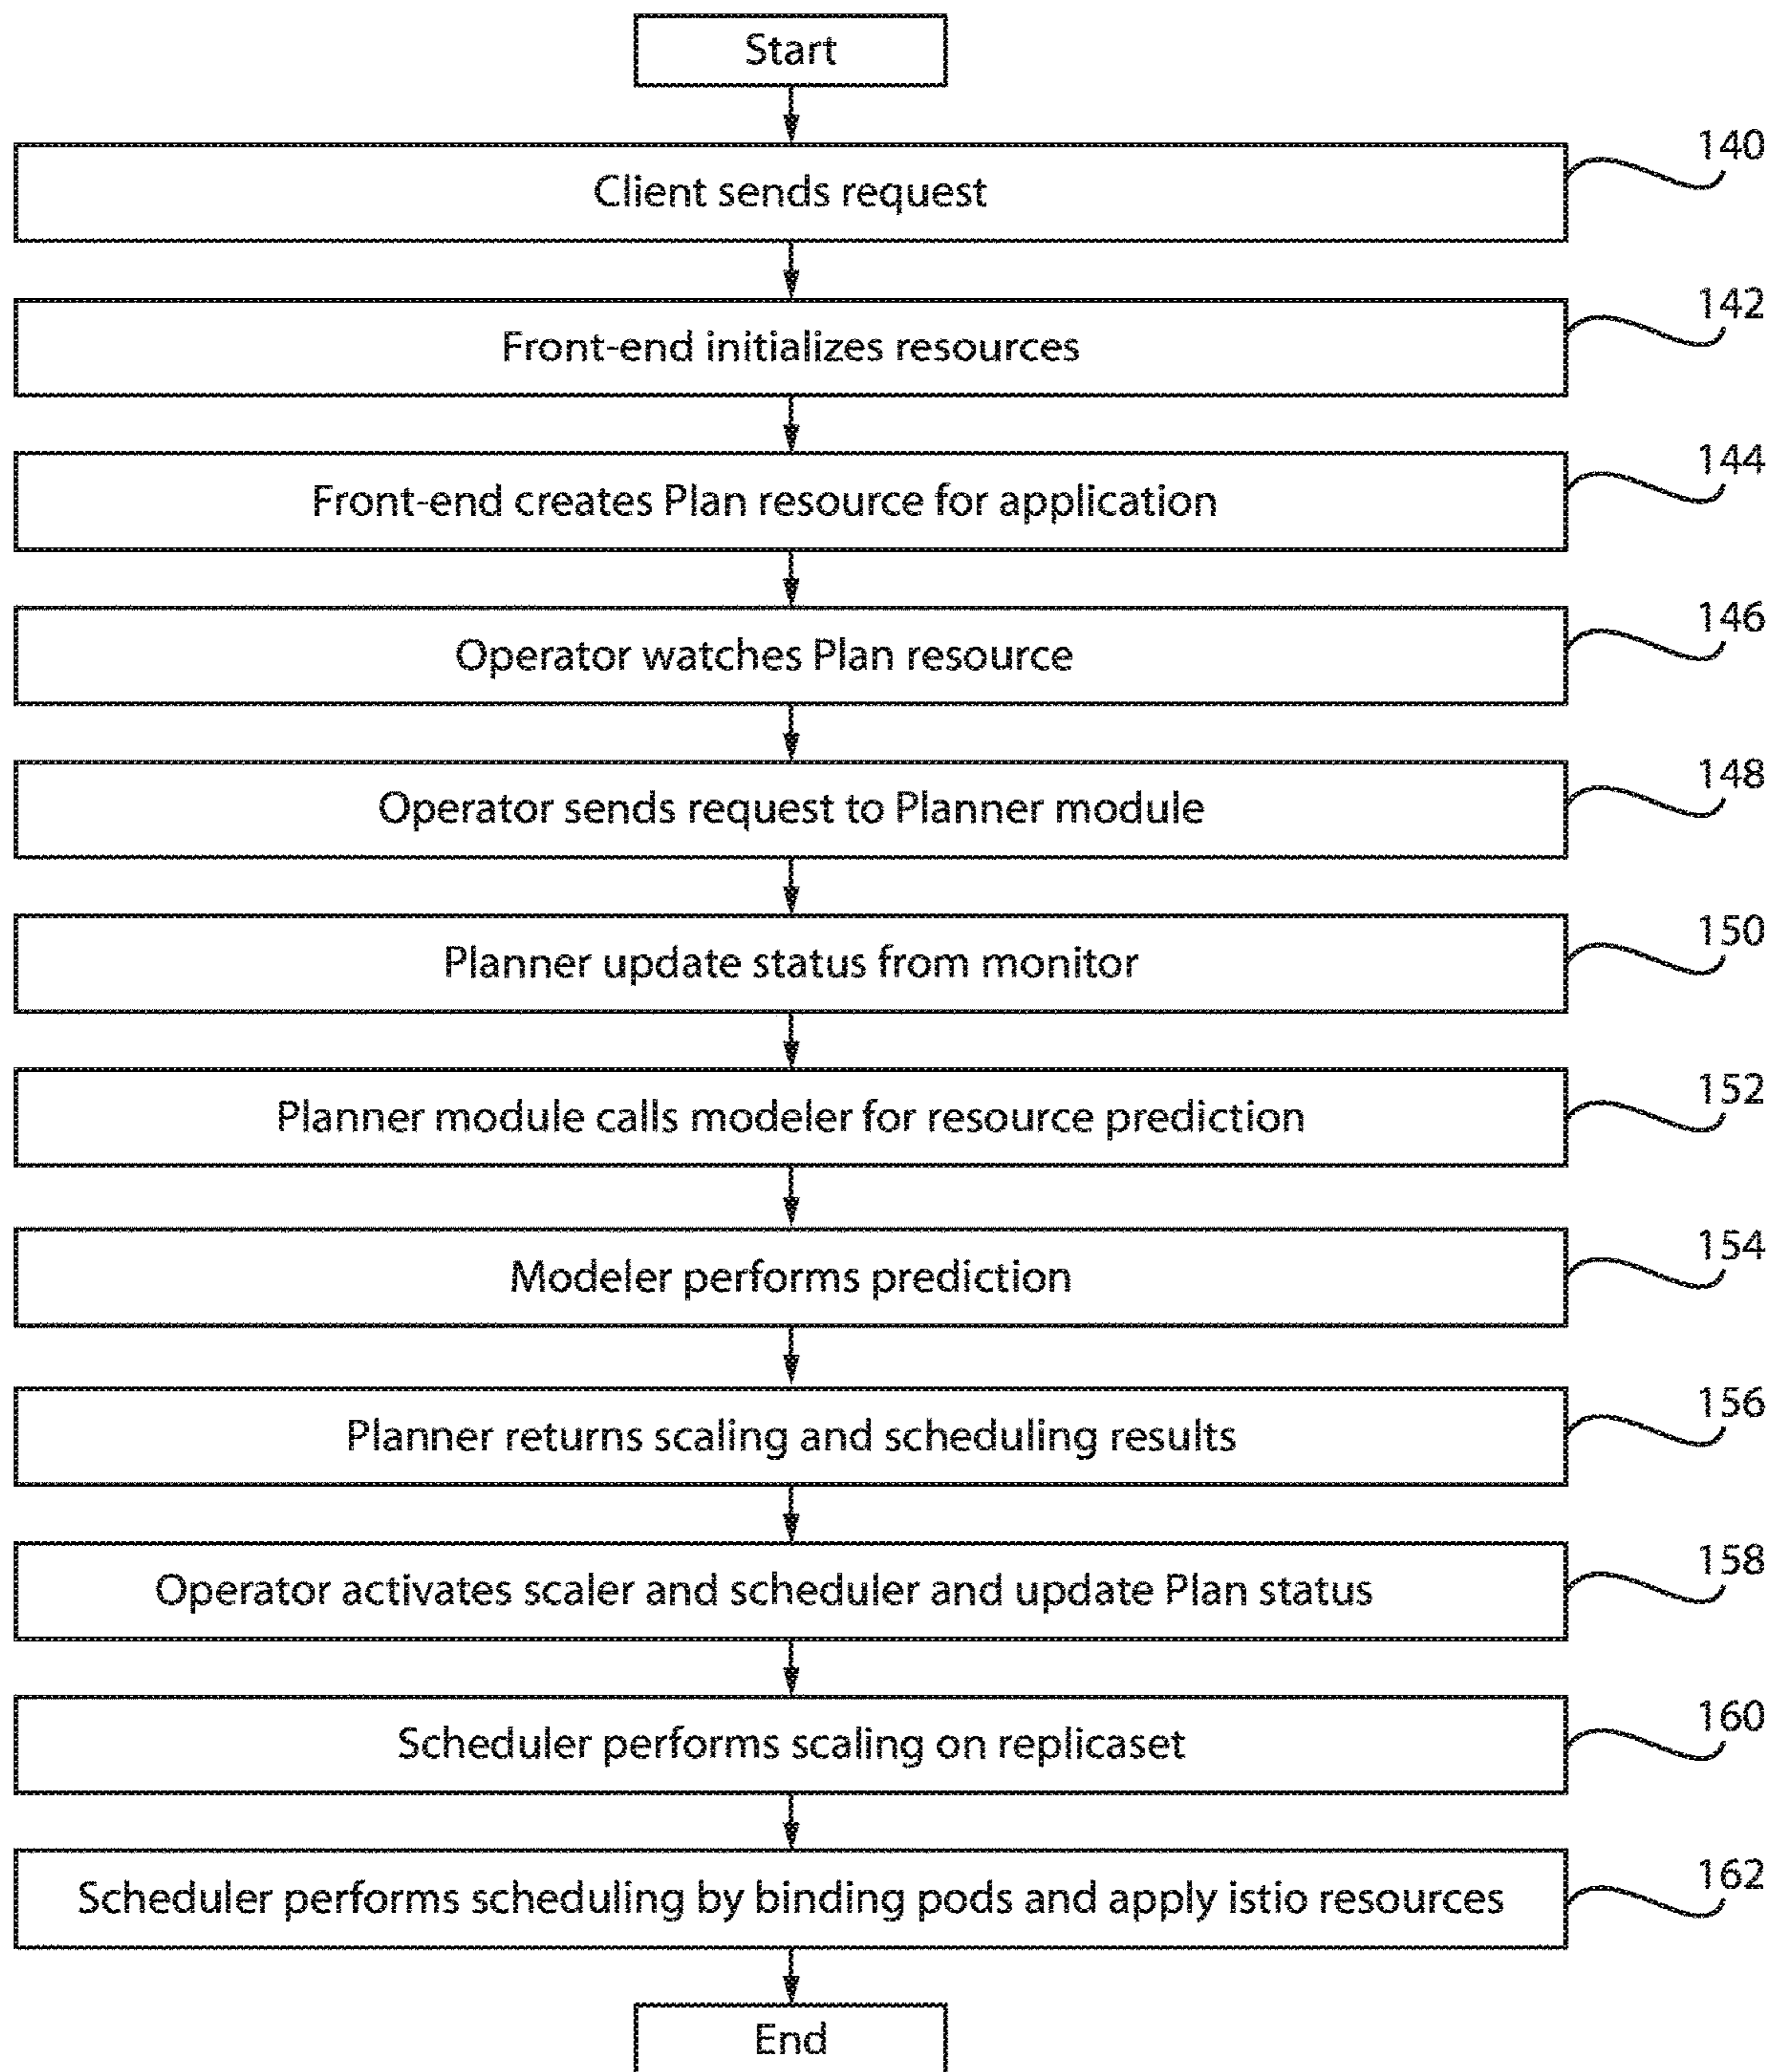 Start
Client sends request
140
Front-end initializes resources
142
Front-end creates Plan resource for application
144
Operator watches Plan resource
146
Operator sends request to Planner module
148
Planner update status from monitor
150
Planner module calls modeler for resource prediction
152
Modeler performs prediction
154
Planner returns scaling and scheduling results
156
Operator activates scaler and scheduler and update Plan status
158
Scheduler performs scaling on replicaset
160
Scheduler performs scheduling by binding pods and apply istio resources
162
End